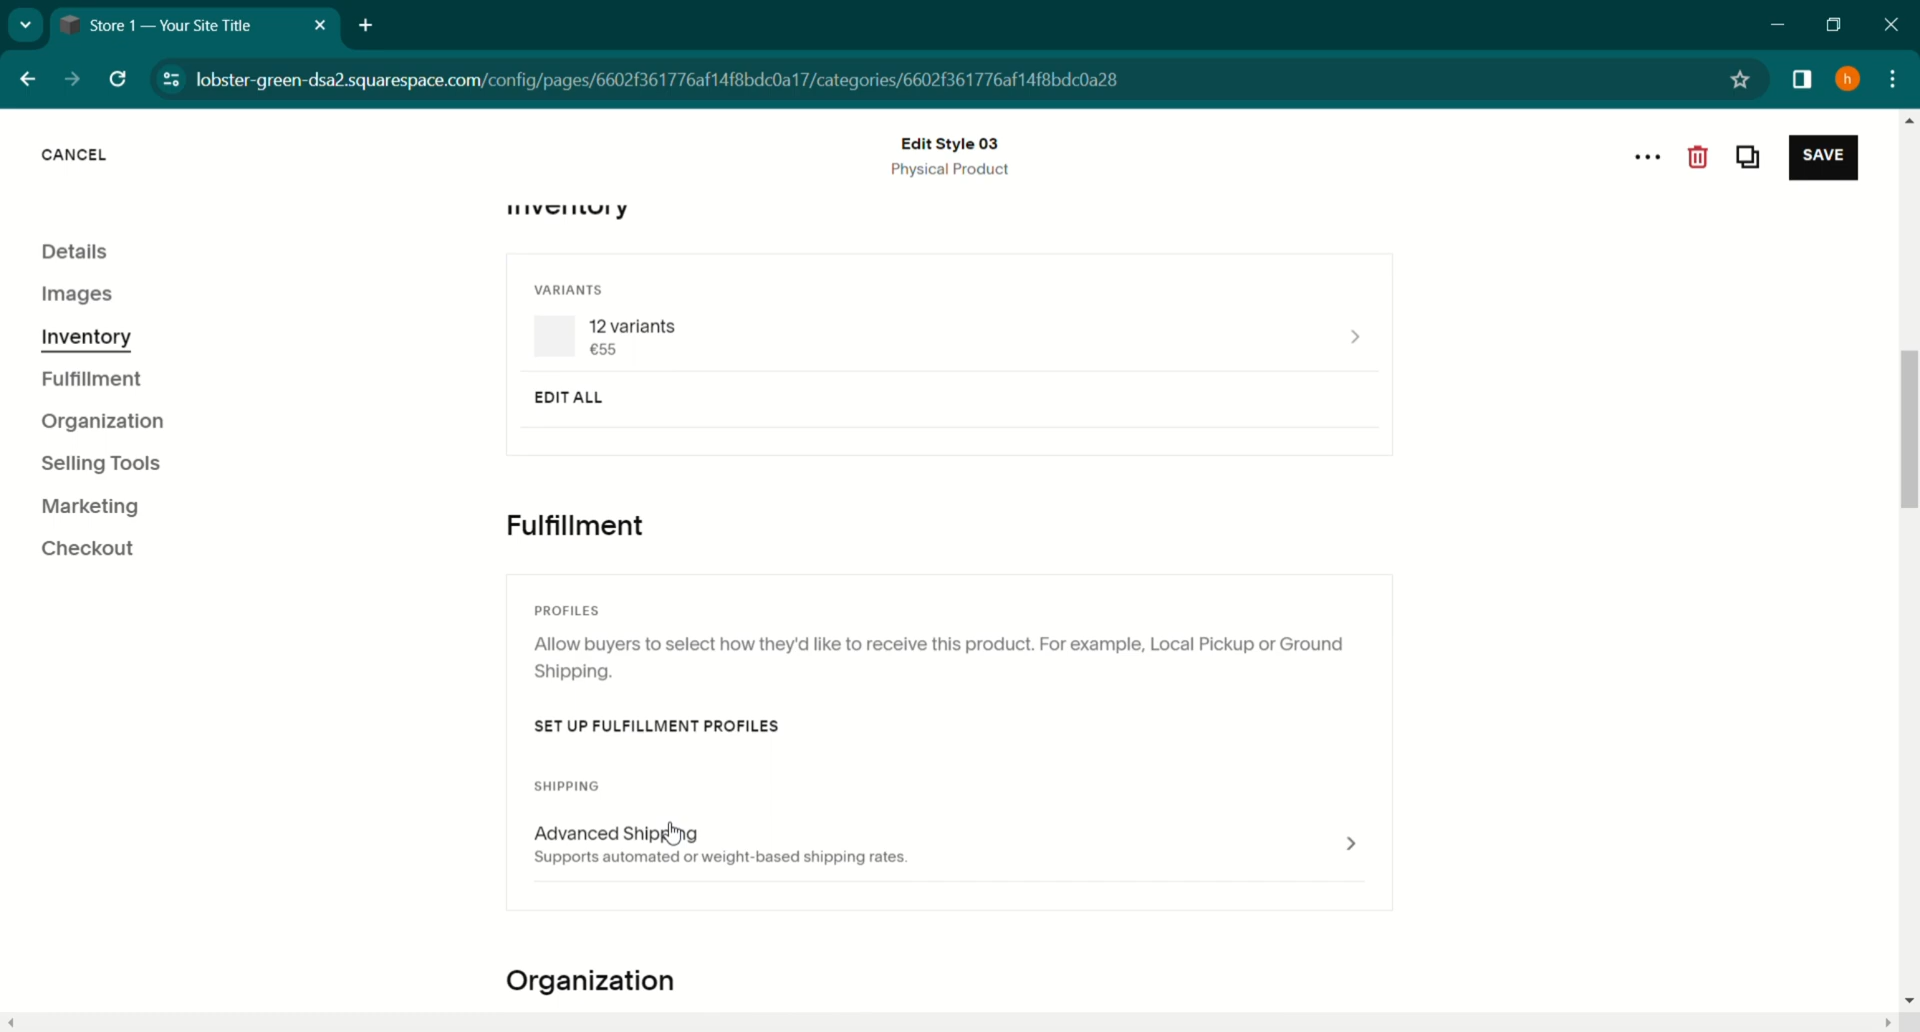 Store 1 — Your Site Title
lobster-green-dsa2.squarespace.com/config/pages/6602f361776af14f8bdc0a17/categories/6602f361776af14f8bdc0a28
h
CANCEL
Edit Style 03
Physical Product
SAVE
Details
Images
Inventory
Fulfillment
Organization
Selling Tools
Marketing
Checkout
Inventory
VARIANTS
12 variants
€55
EDIT ALL
Fulfillment
PROFILES
Allow buyers to select how they'd like to receive this product. For example, Local Pickup or Ground
Shipping.
SET UP FULFILLMENT PROFILES
SHIPPING
Advanced Shipping
Supports automated or weight-based shipping rates.
Organization